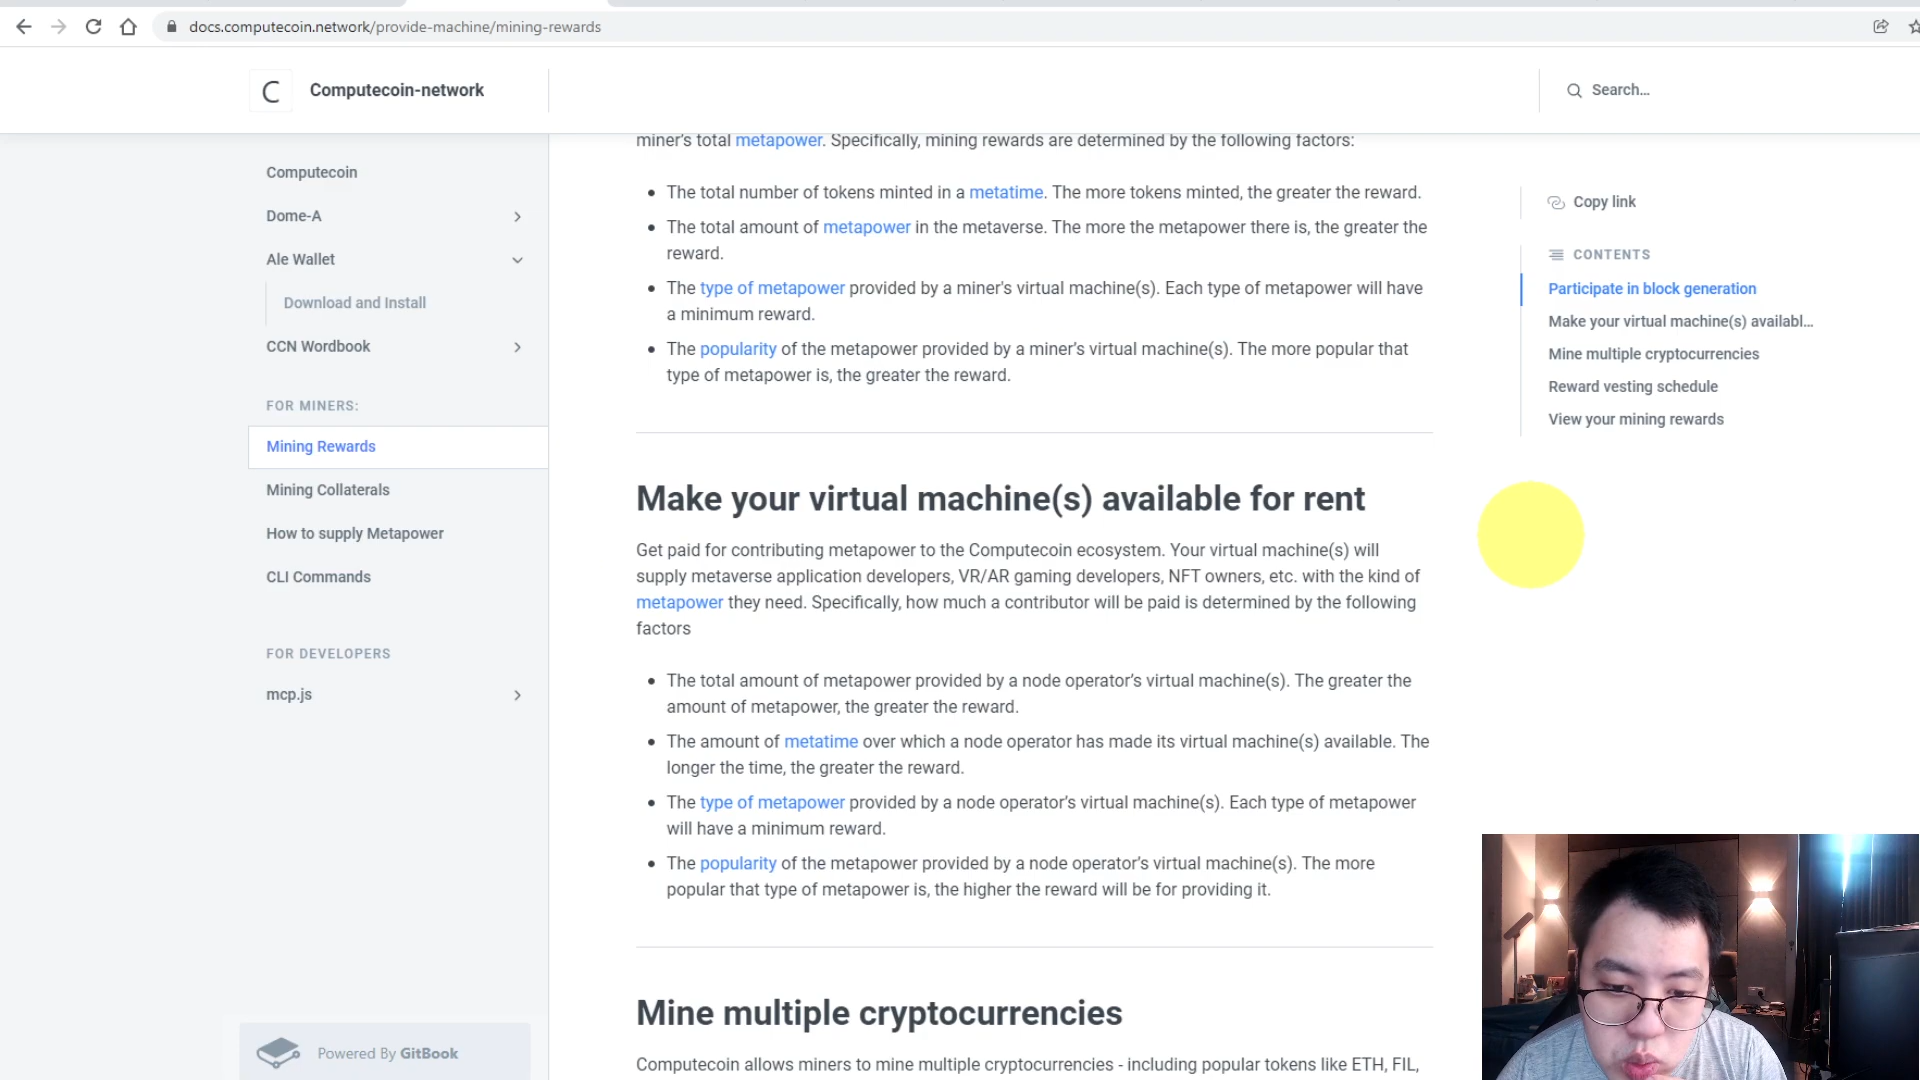 docs.computecoin.network/provide-machine/mining-rewards
C
Computecoin-network
Search...
Computecoin
Dome-A
Ale Wallet
Download and Install
CCN Wordbook
FOR MINERS:
Mining Rewards
Mining Collaterals
How to supply Metapower
CLI Commands
FOR DEVELOPERS
mcp.js
Powered By GitBook
miner's total metapower. Specifically, mining rewards are determined by the following factors:
The total number of tokens minted in a metatime. The more tokens minted, the greater the reward.
The total amount of metapower in the metaverse. The more the metapower there is, the greater the
reward.
The type of metapower provided by a miner's virtual machine(s). Each type of metapower will have
a minimum reward.
The popularity of the metapower provided by a miner's virtual machine(s). The more popular that
type of metapower is, the greater the reward.
Make your virtual machine(s) available for rent
Get paid for contributing metapower to the Computecoin ecosystem. Your virtual machine(s) will
supply metaverse application developers, VR/AR gaming developers, NFT owners, etc. with the kind of
metapower they need. Specifically, how much a contributor will be paid is determined by the following
factors
The total amount of metapower provided by a node operator's virtual machine(s). The greater the
amount of metapower, the greater the reward.
The amount of metatime over which a node operator has made its virtual machine(s) available. The
longer the time, the greater the reward.
The type of metapower provided by a node operator's virtual machine(s). Each type of metapower
will have a minimum reward.
The popularity of the metapower provided by a node operator's virtual machine(s). The more
popular that type of metapower is, the higher the reward will be for providing it.
Mine multiple cryptocurrencies
Computecoin allows miners to mine multiple cryptocurrencies - including popular tokens like ETH, FIL,
Copy link
CONTENTS
Participate in block generation
Make your virtual machine(s) availabl...
Mine multiple cryptocurrencies
Reward vesting schedule
View your mining rewards